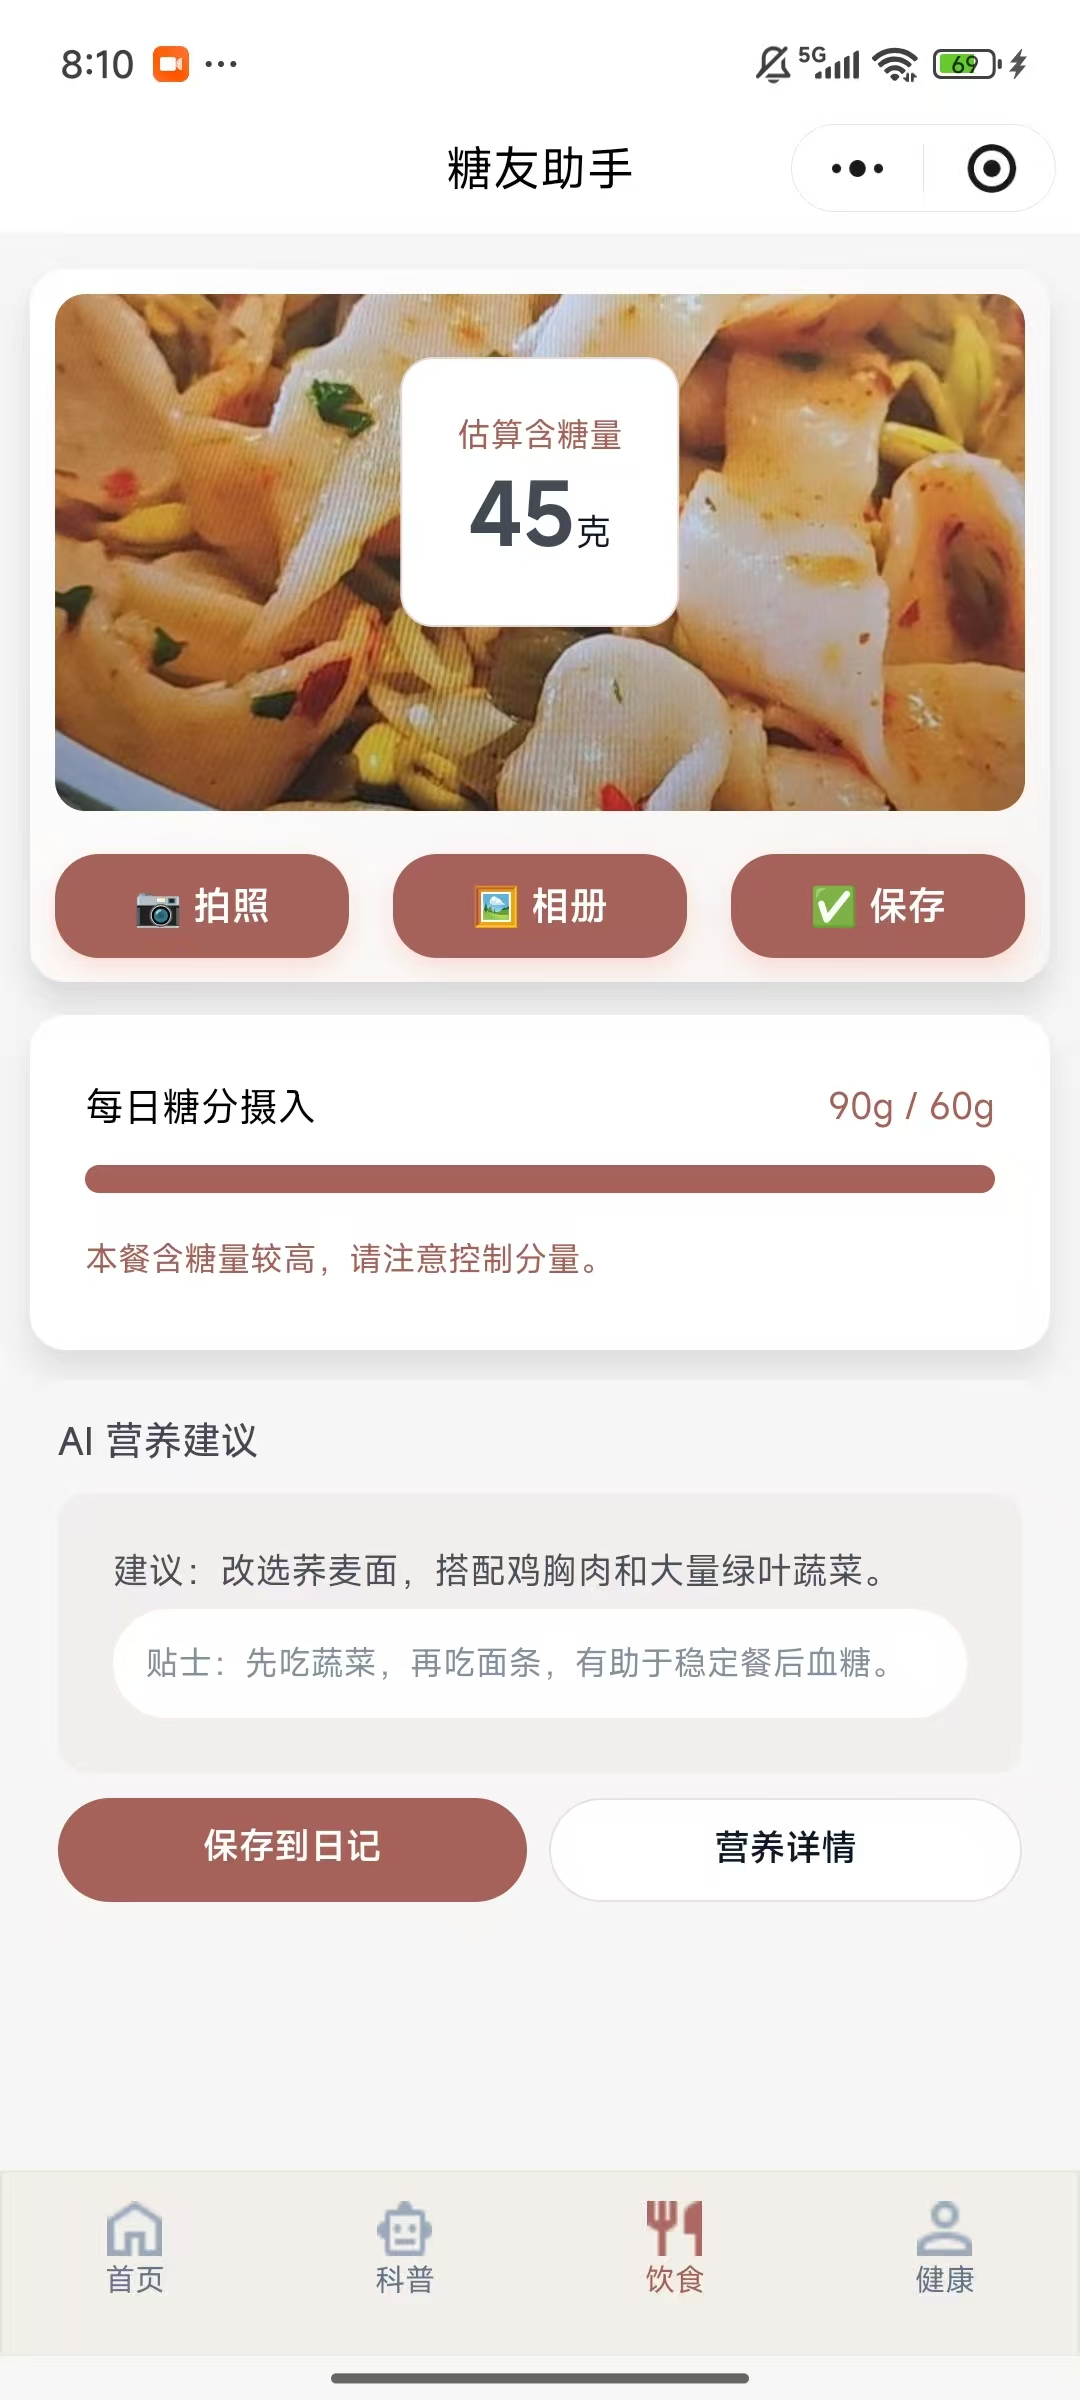 8:10
5G
69
糖友助手
估算含糖量
45克
拍照
相册
保存
每日糖分摄入
90g / 60g
本餐含糖量较高，请注意控制分量。
AI 营养建议
建议：改选荞麦面，搭配鸡胸肉和大量绿叶蔬菜。
贴士：先吃蔬菜，再吃面条，有助于稳定餐后血糖。
保存到日记
营养详情
首页
科普
饮食
健康